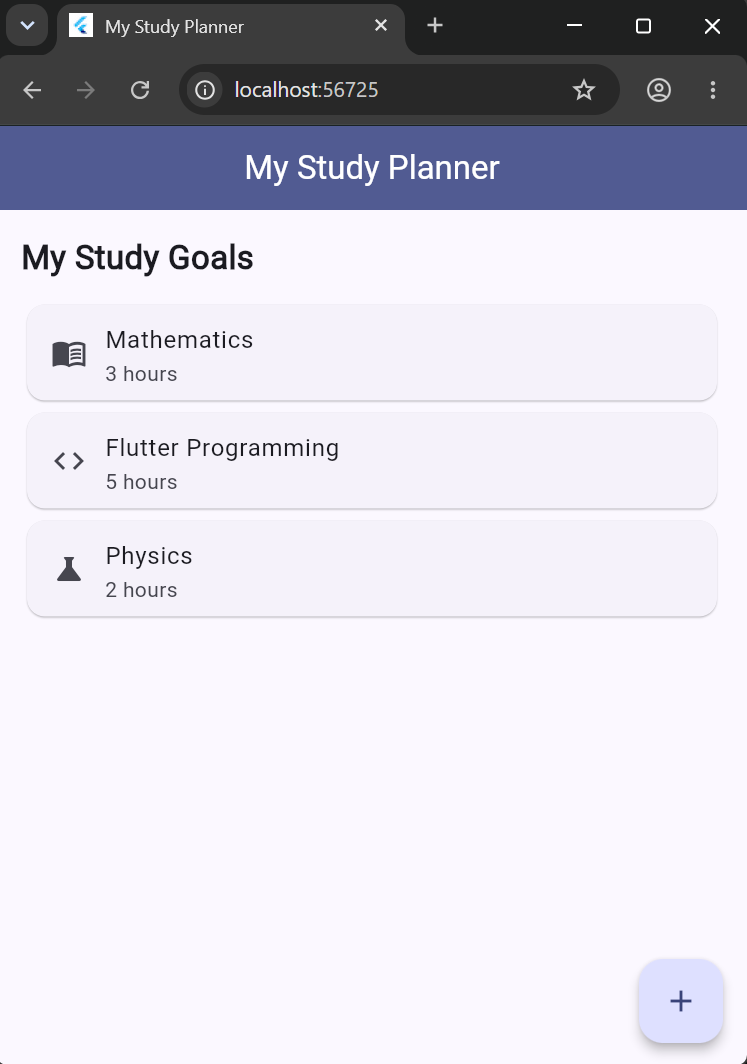 My Study Planner
localhost:56725
My Study Planner
My Study Goals
Mathematics
3 hours
Flutter Programming
5 hours
Physics
2 hours